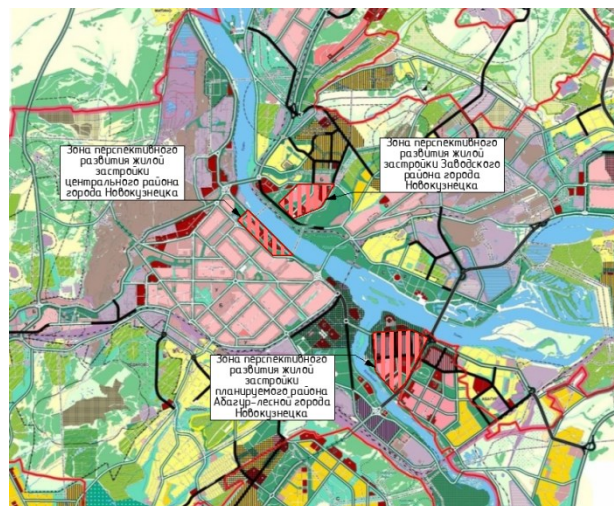 Зона перспективного
развития жилой
застройки
центрального района
города Новокузнецка
Зона перспективного
развития жилой
застройки Заводского
района города
Новокузнецка
Зона перспективного
развития жилой
застройки
планируемого района
Абагур-лесной города
Новокузнецка